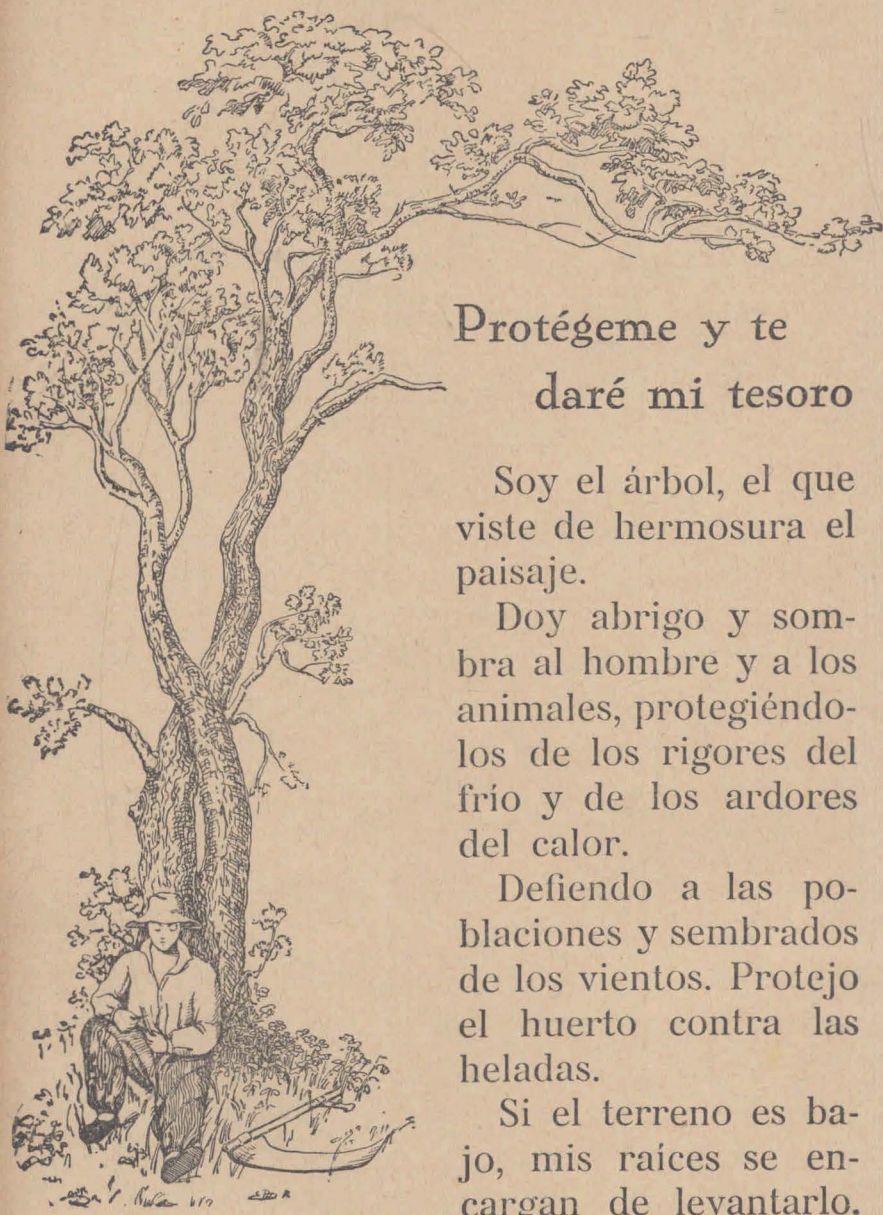 Protégeme y te
daré mi tesoro
Soy el árbol, el que
viste de hermosura el
paisaje.
Doy abrigo y som-
bra al hombre y a los
animales, protegiéndo-
los de los rigores del
frío y de los ardores
del calor.
Defiendo a las po-
blaciones y sembrados
de los vientos. Protejo
el huerto contra las
heladas.
Si el terreno es ba-
jo, mis raíces se en-
cargan de levantarlo.